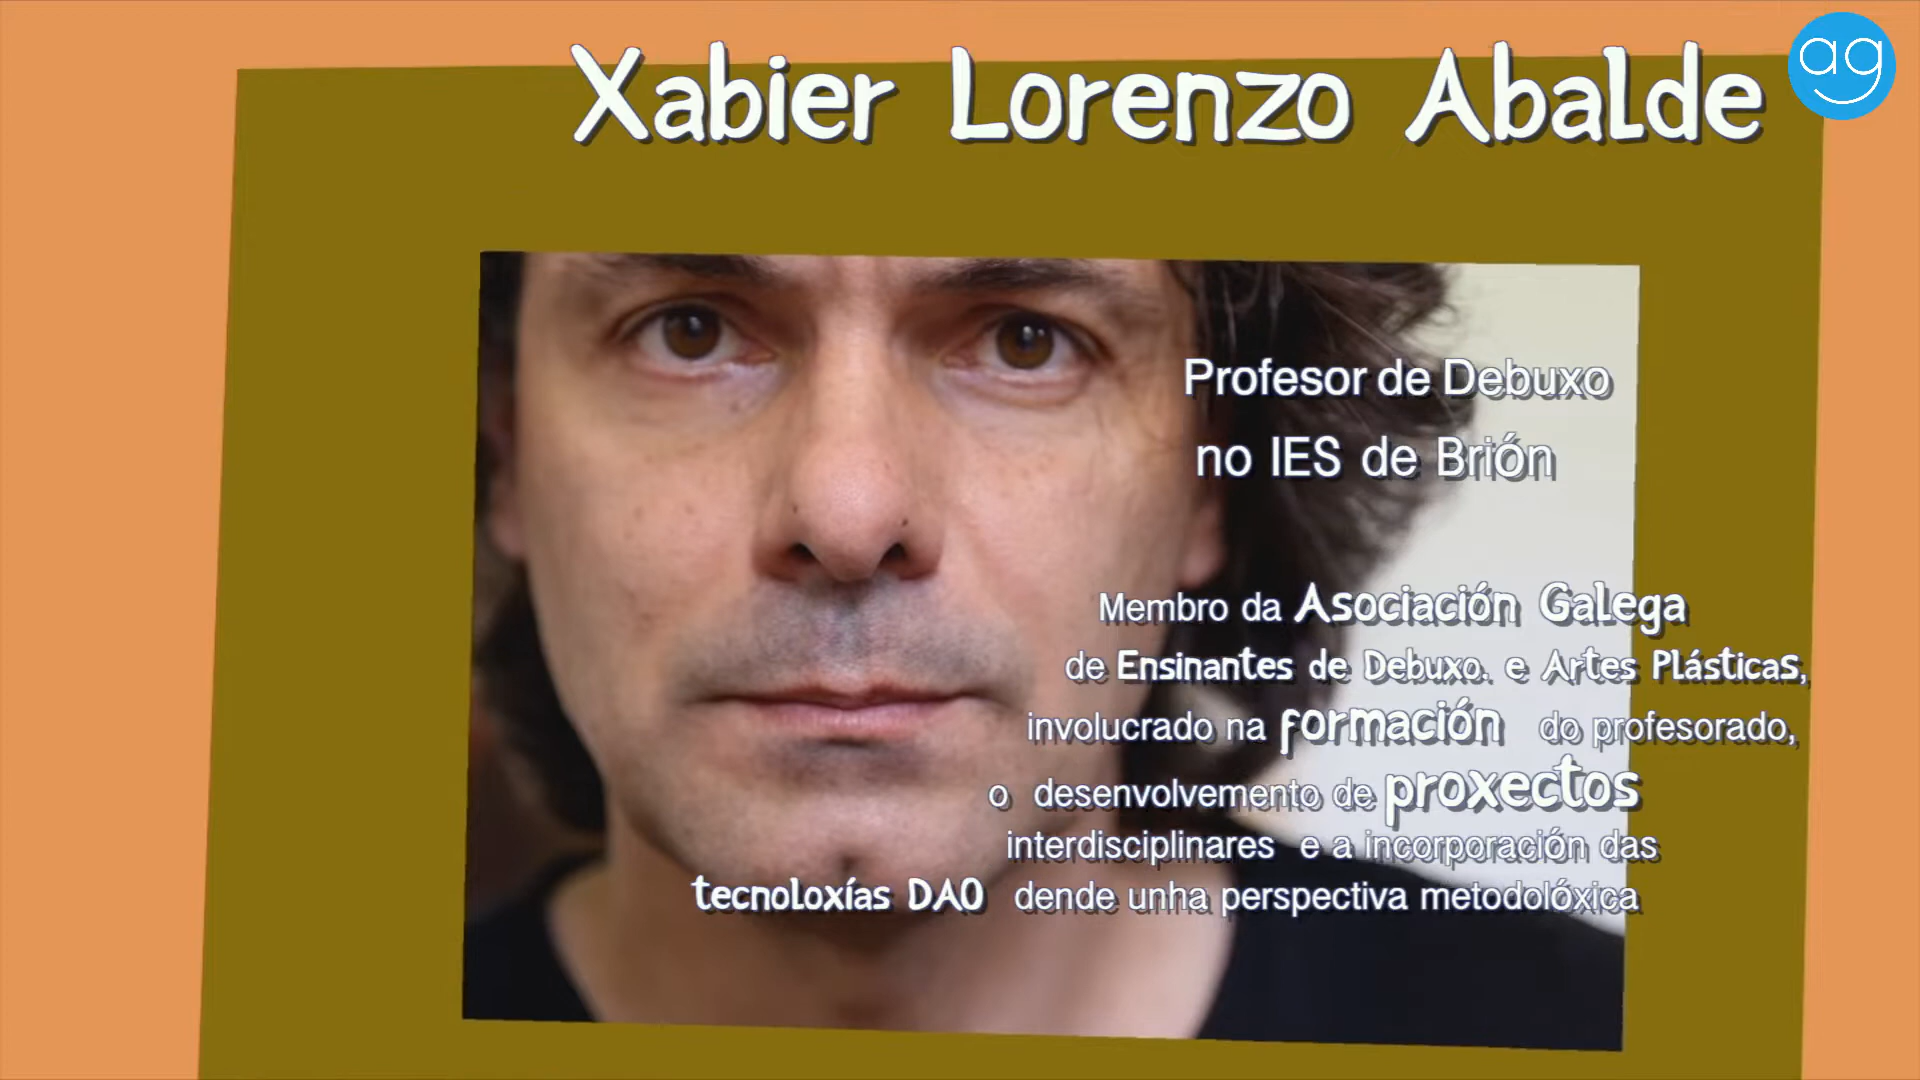 Xabier Lorenzo Abalde
ag
Profesor de Debuxo
no IES de Brión
Membro da Asociación Galega
de Ensinantes de Debuxo. e Artes Plásticas,
involucrado na formación do profesorado,
o desenvolvemento de proxectos
interdisciplinares e a incorporación das
tecnoloxías DAO dende unha perspectiva metodolóxica